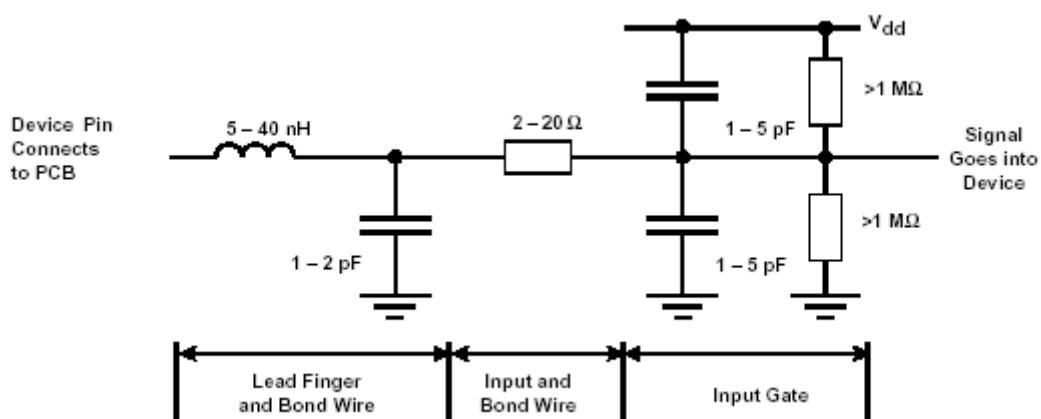 V_dd
>1 MΩ
5 – 40 nH
2 – 20 Ω
1 – 5 pF
Device Pin
Connects
to PCB
Signal
Goes into
Device
1 – 2 pF
1 – 5 pF
>1 MΩ
Lead Finger
and Bond Wire
Input and
Bond Wire
Input Gate